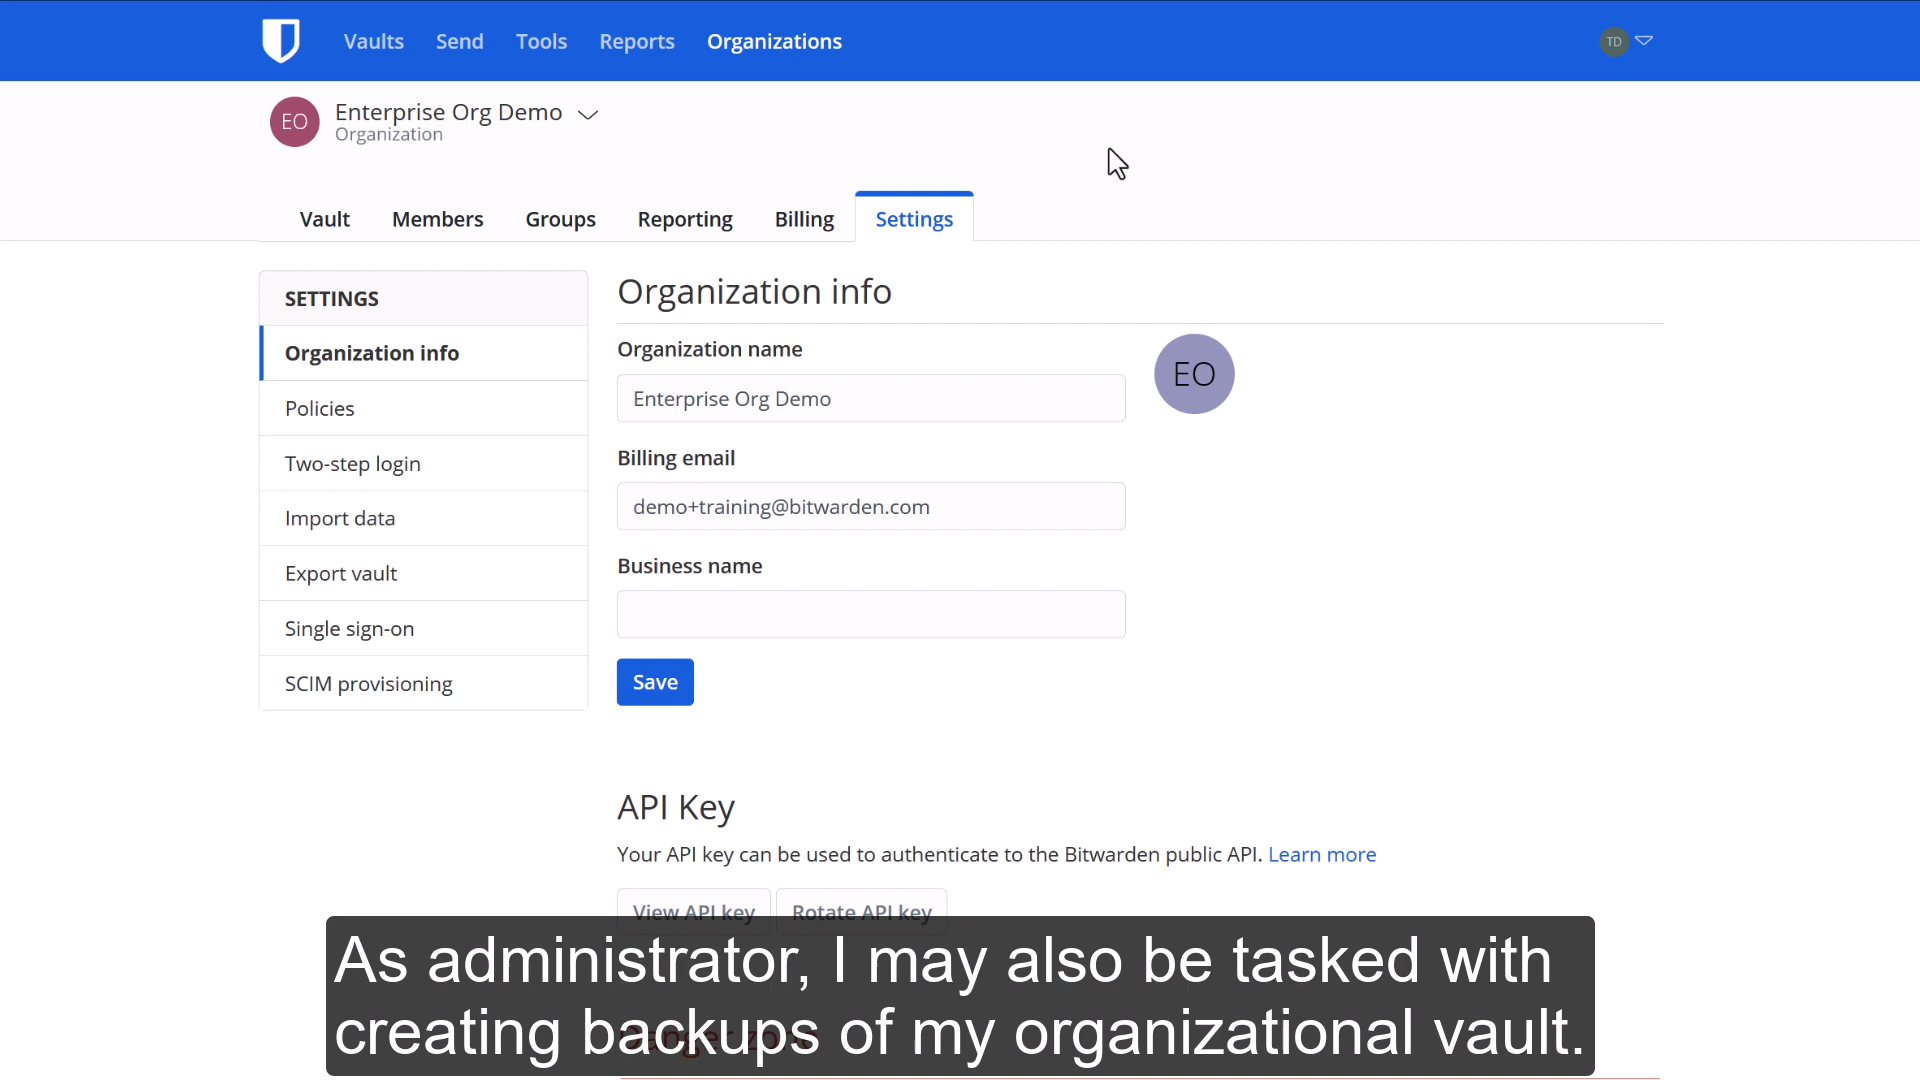 Vaults Send Tools Reports Organizations TD
EO Enterprise Org Demo
Organization
Vault Members Groups Reporting Billing Settings
SETTINGS
Organization info
Policies
Two-step login
Import data
Export vault
Single sign-on
SCIM provisioning
Organization info
Organization name
Enterprise Org Demo
EO
Billing email
demo+training@bitwarden.com
Business name
Save
API Key
Your API key can be used to authenticate to the Bitwarden public API. Learn more
View API key Rotate API key
Danger zone
As administrator, I may also be tasked with
creating backups of my organizational vault.